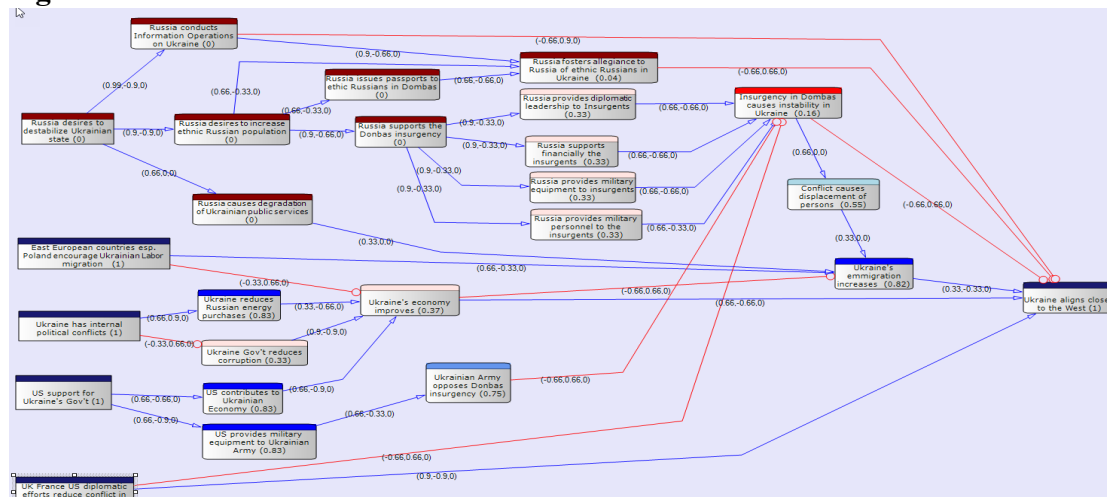 Russia conducts
Information Operations
on Ukraine (0)
(-0.66,0.9,0)
(0.9,-0.66,0)
Russia fosters allegiance to
Russia of ethnic Russians in
Ukraine (0.04)
(-0.66,0.66,0)
(0.99,-0.9,0)
(0.66,-0.33,0)
Russia issues passports to
ethic Russians in Dombas
(0)
(0.66,-0.66,0)
(0.66,-0.33,0)
Russia provides diplomatic
leadership to Insurgents
(0.33)
(0.66,-0.66,0)
Insurgency in Dombas
causes instability in
Ukraine (0.16)
Russia desires to
destabilize Ukrainian
state (0)
(0.9,-0.9,0)
Russia desires to increase
ethnic Russian population
(0)
(0.9,-0.66,0)
Russia supports the
Donbas insurgency
(0)
(0.9,-0.33,0)
(0.9,-0.33,0)
Russia supports
financially the
insurgents (0.33)
(0.66,-0.66,0)
(0.66,0.0)
(0.9,-0.33,0)
(0.9,-0.33,0)
Russia provides military
equipment to insurgents
(0.33)
(0.66,-0.66,0)
Conflict causes
displacement of
persons (0.55)
(-0.66,0.66,0)
(0.66,0.0)
Russia causes degradation
of Ukrainian public services
(0)
Russia provides military
personnel to the
insurgents (0.33)
(0.66,-0.33,0)
(0.33,0.0)
(0.33,0.0)
East European countries esp.
Poland encourage Ukrainian Labor
migration (1)
(0.66,-0.33,0)
Ukraine's
emmigration
increases (0.82)
(-0.33,0.66,0)
(-0.66,0.66,0)
(0.33,-0.33,0)
Ukraine aligns close
to the West (1)
Ukraine reduces
Russian energy
purchases (0.83)
(0.33,-0.66,0)
Ukraine's economy
improves (0.37)
(0.66,-0.66,0)
Ukraine has internal
political conflicts (1)
(0.66,0.9,0)
(0.9,-0.9,0)
(-0.33,0.66,0)
Ukraine Gov't reduces
corruption (0.33)
US support for
Ukraine's Gov't (1)
(0.66,-0.66,0)
US contributes to
Ukrainian
Economy (0.83)
(0.66,-0.9,0)
Ukrainian Army
opposes Donbas
insurgency (0.75)
(-0.66,0.66,0)
(0.66,-0.9,0)
(0.66,-0.33,0)
US provides military
equipment to Ukrainian
Army (0.83)
(-0.66,0.66,0)
(0.9,-0.9,0)
UK France US diplomatic
efforts reduce conflict in